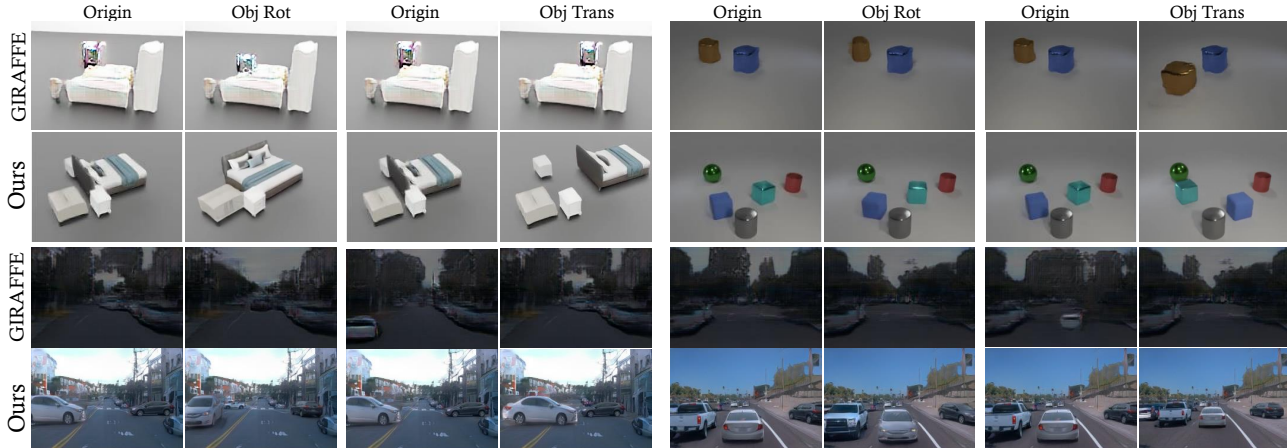 Origin Obj Rot Origin Obj Trans Origin Obj Rot Origin Obj Trans
GIRAFFE
Ours
GIRAFFE
Ours